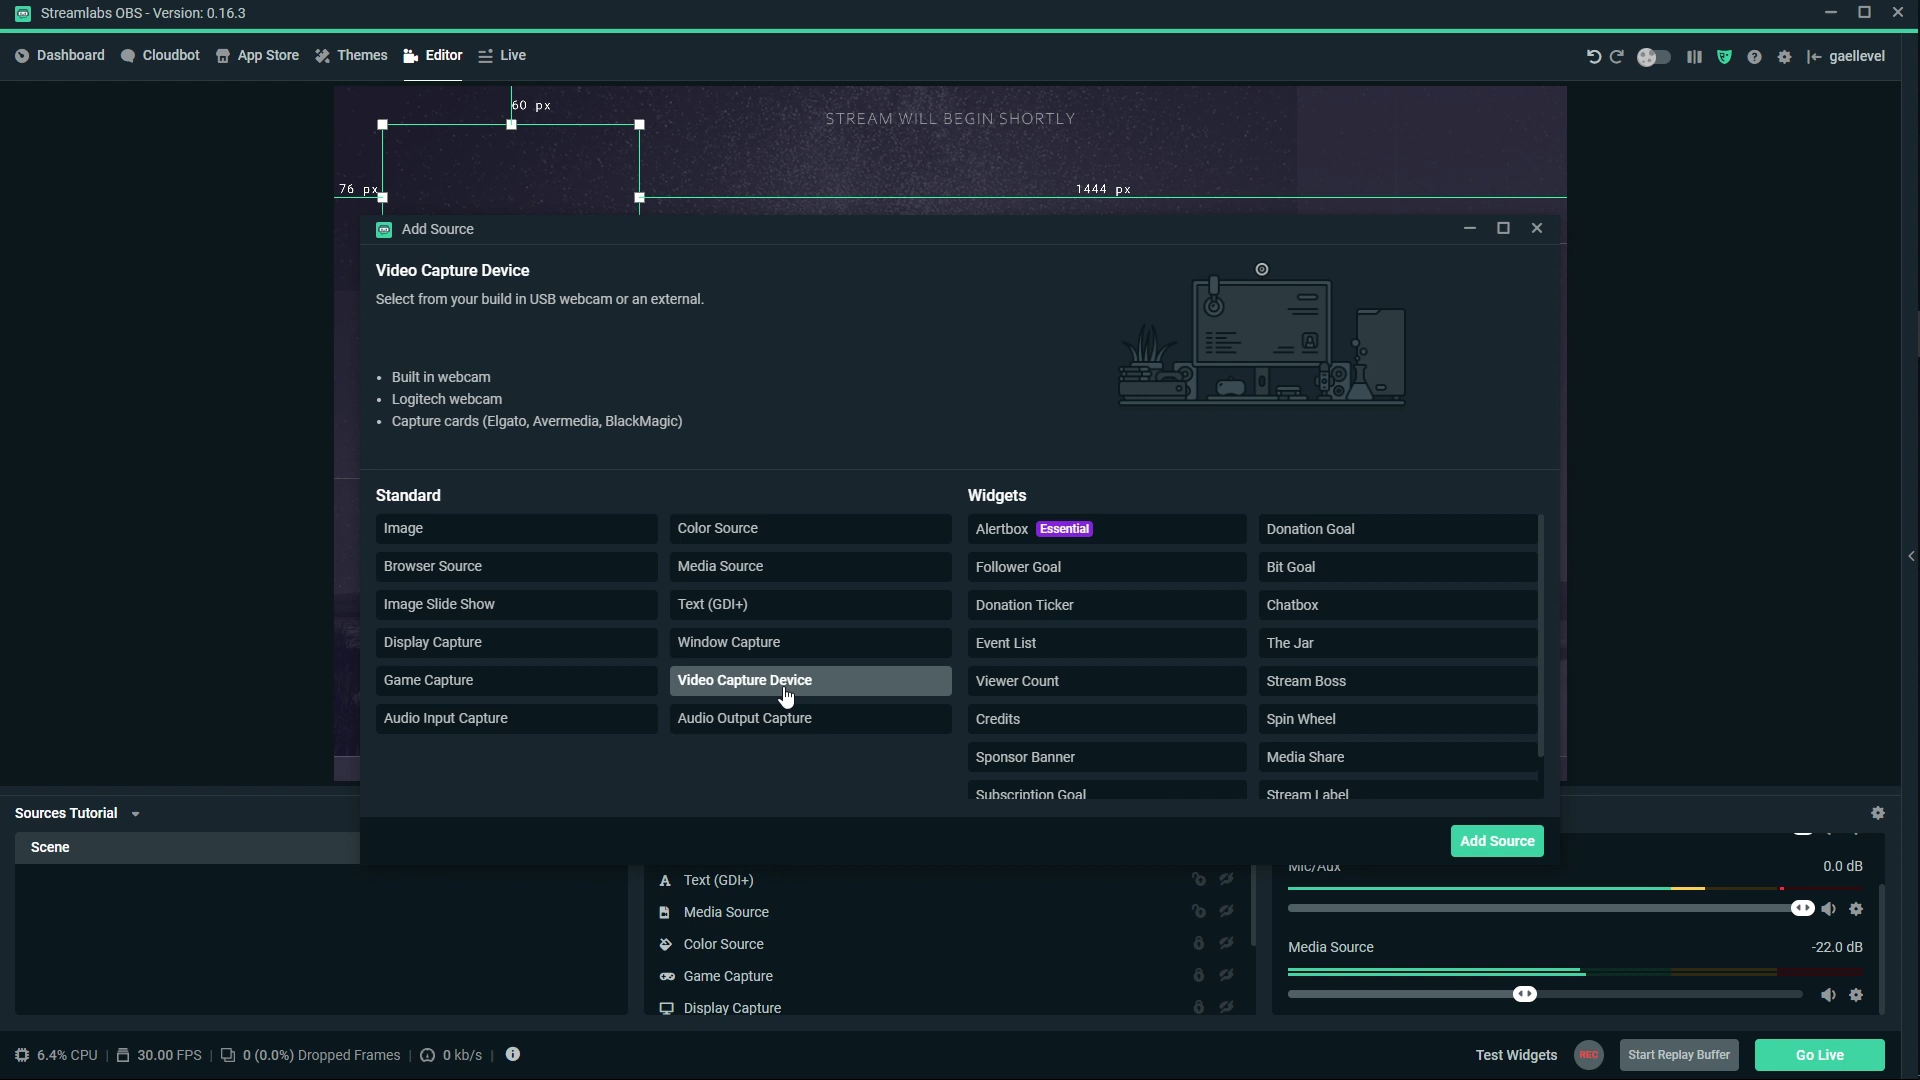 Streamlabs OBS - Version: 0.16.3
Dashboard Cloudbot App Store Themes Editor Live gaellevel
60 px
STREAM WILL BEGIN SHORTLY
76 px 1444 px
Add Source
Video Capture Device
Select from your build in USB webcam or an external.
• Built in webcam
• Logitech webcam
• Capture cards (Elgato, Avermedia, BlackMagic)
Standard
Image Color Source
Browser Source Media Source
Image Slide Show Text (GDI+)
Display Capture Window Capture
Game Capture Video Capture Device
Audio Input Capture Audio Output Capture
Widgets
Alertbox Essential Donation Goal
Follower Goal Bit Goal
Donation Ticker Chatbox
Event List The Jar
Viewer Count Stream Boss
Credits Spin Wheel
Sponsor Banner Media Share
Subscription Goal Stream Label
Add Source
Sources Tutorial
Scene
Text (GDI+)
Media Source
Color Source
Game Capture
Display Capture
Mic/Aux 0.0 dB
Media Source -22.0 dB
6.4% CPU 30.00 FPS 0 (0.0%) Dropped Frames 0 kb/s
Test Widgets REC Start Replay Buffer Go Live